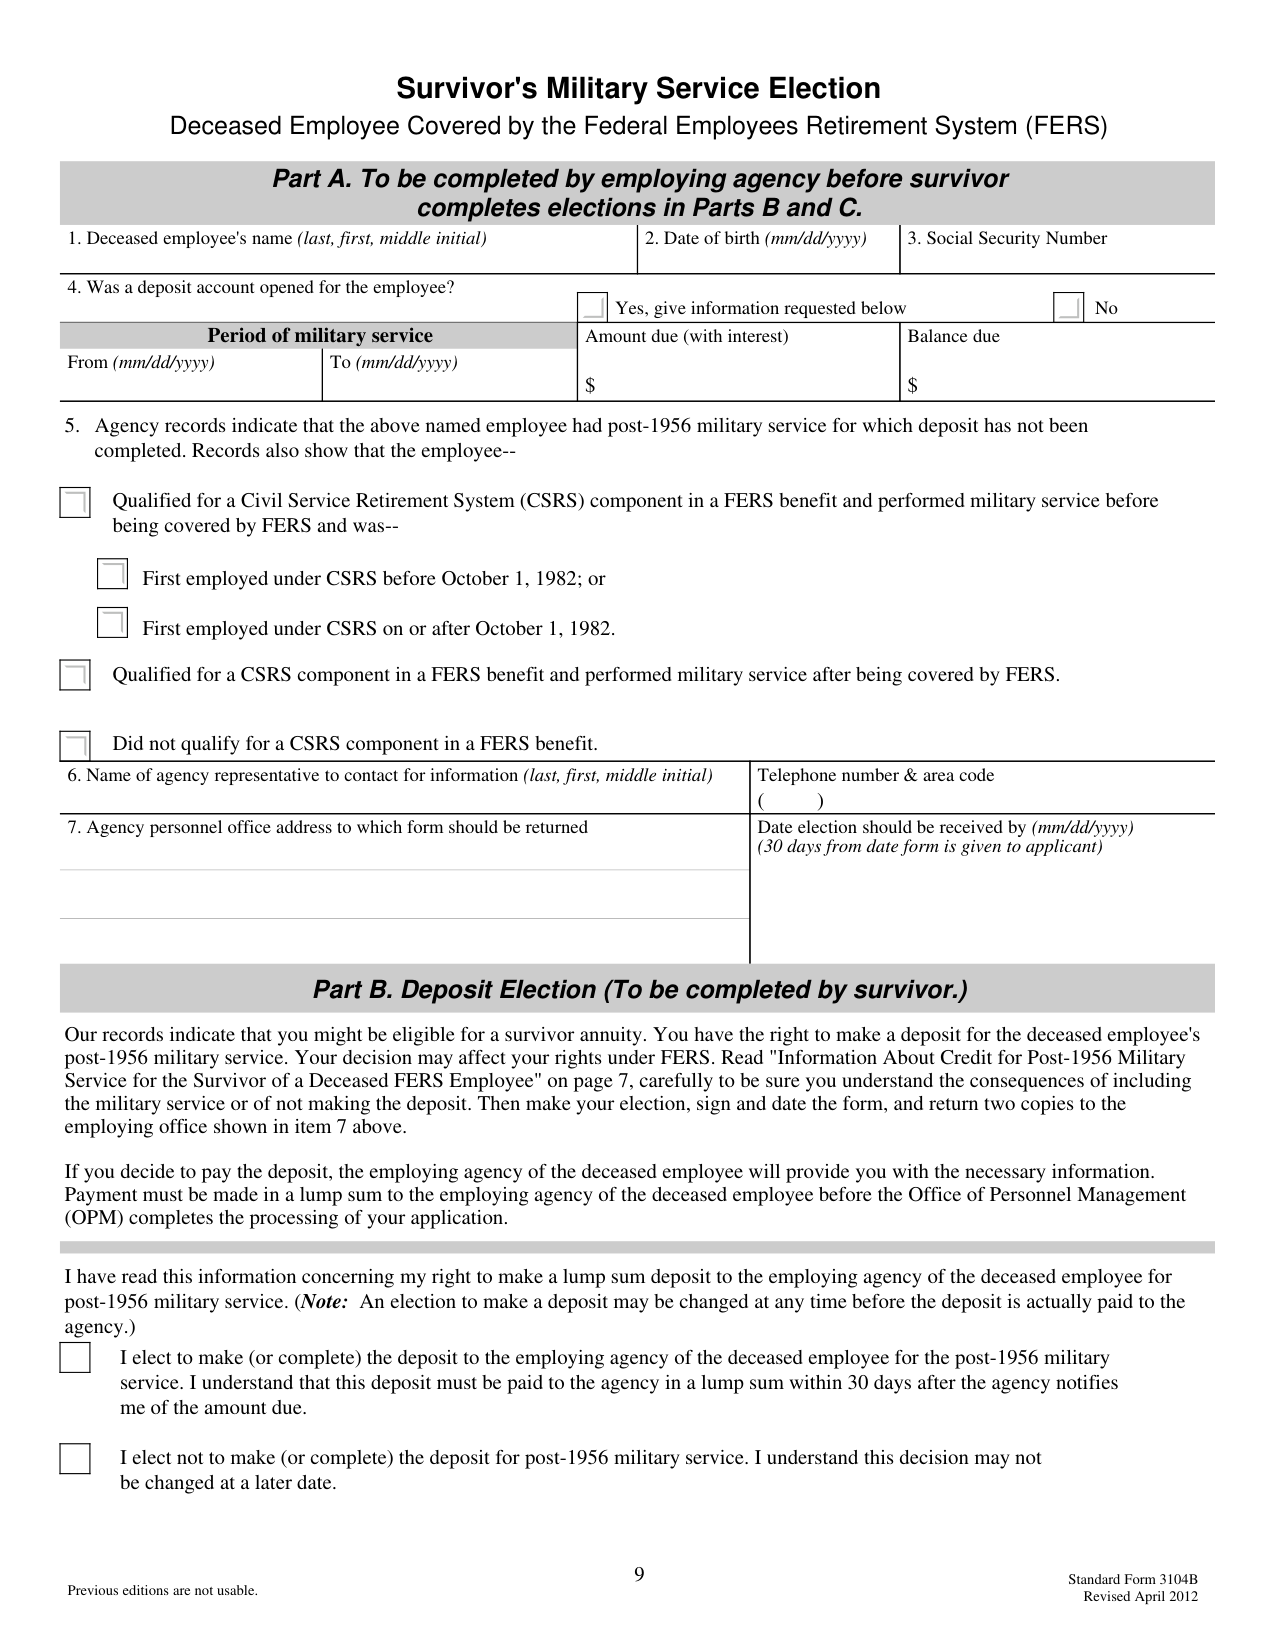 Survivor's Military Service Election
Deceased Employee Covered by the Federal Employees Retirement System (FERS)
Part A. To be completed by employing agency before survivor
completes elections in Parts B and C.
1. Deceased employee's name (last, first, middle initial)
2. Date of birth (mm/dd/yyyy)
3. Social Security Number
4. Was a deposit account opened for the employee?
Yes, give information requested below
No
Period of military service
Amount due (with interest)
Balance due
From (mm/dd/yyyy)
To (mm/dd/yyyy)
$
$
5. Agency records indicate that the above named employee had post-1956 military service for which deposit has not been
completed. Records also show that the employee--
Qualified for a Civil Service Retirement System (CSRS) component in a FERS benefit and performed military service before
being covered by FERS and was--
First employed under CSRS before October 1, 1982; or
First employed under CSRS on or after October 1, 1982.
Qualified for a CSRS component in a FERS benefit and performed military service after being covered by FERS.
Did not qualify for a CSRS component in a FERS benefit.
6. Name of agency representative to contact for information (last, first, middle initial)
Telephone number & area code
( )
7. Agency personnel office address to which form should be returned
Date election should be received by (mm/dd/yyyy)
(30 days from date form is given to applicant)
Part B. Deposit Election (To be completed by survivor.)
Our records indicate that you might be eligible for a survivor annuity. You have the right to make a deposit for the deceased employee's
post-1956 military service. Your decision may affect your rights under FERS. Read "Information About Credit for Post-1956 Military
Service for the Survivor of a Deceased FERS Employee" on page 7, carefully to be sure you understand the consequences of including
the military service or of not making the deposit. Then make your election, sign and date the form, and return two copies to the
employing office shown in item 7 above.
If you decide to pay the deposit, the employing agency of the deceased employee will provide you with the necessary information.
Payment must be made in a lump sum to the employing agency of the deceased employee before the Office of Personnel Management
(OPM) completes the processing of your application.
I have read this information concerning my right to make a lump sum deposit to the employing agency of the deceased employee for
post-1956 military service. (Note: An election to make a deposit may be changed at any time before the deposit is actually paid to the
agency.)
I elect to make (or complete) the deposit to the employing agency of the deceased employee for the post-1956 military
service. I understand that this deposit must be paid to the agency in a lump sum within 30 days after the agency notifies
me of the amount due.
I elect not to make (or complete) the deposit for post-1956 military service. I understand this decision may not
be changed at a later date.
9
Previous editions are not usable.
Standard Form 3104B
Revised April 2012